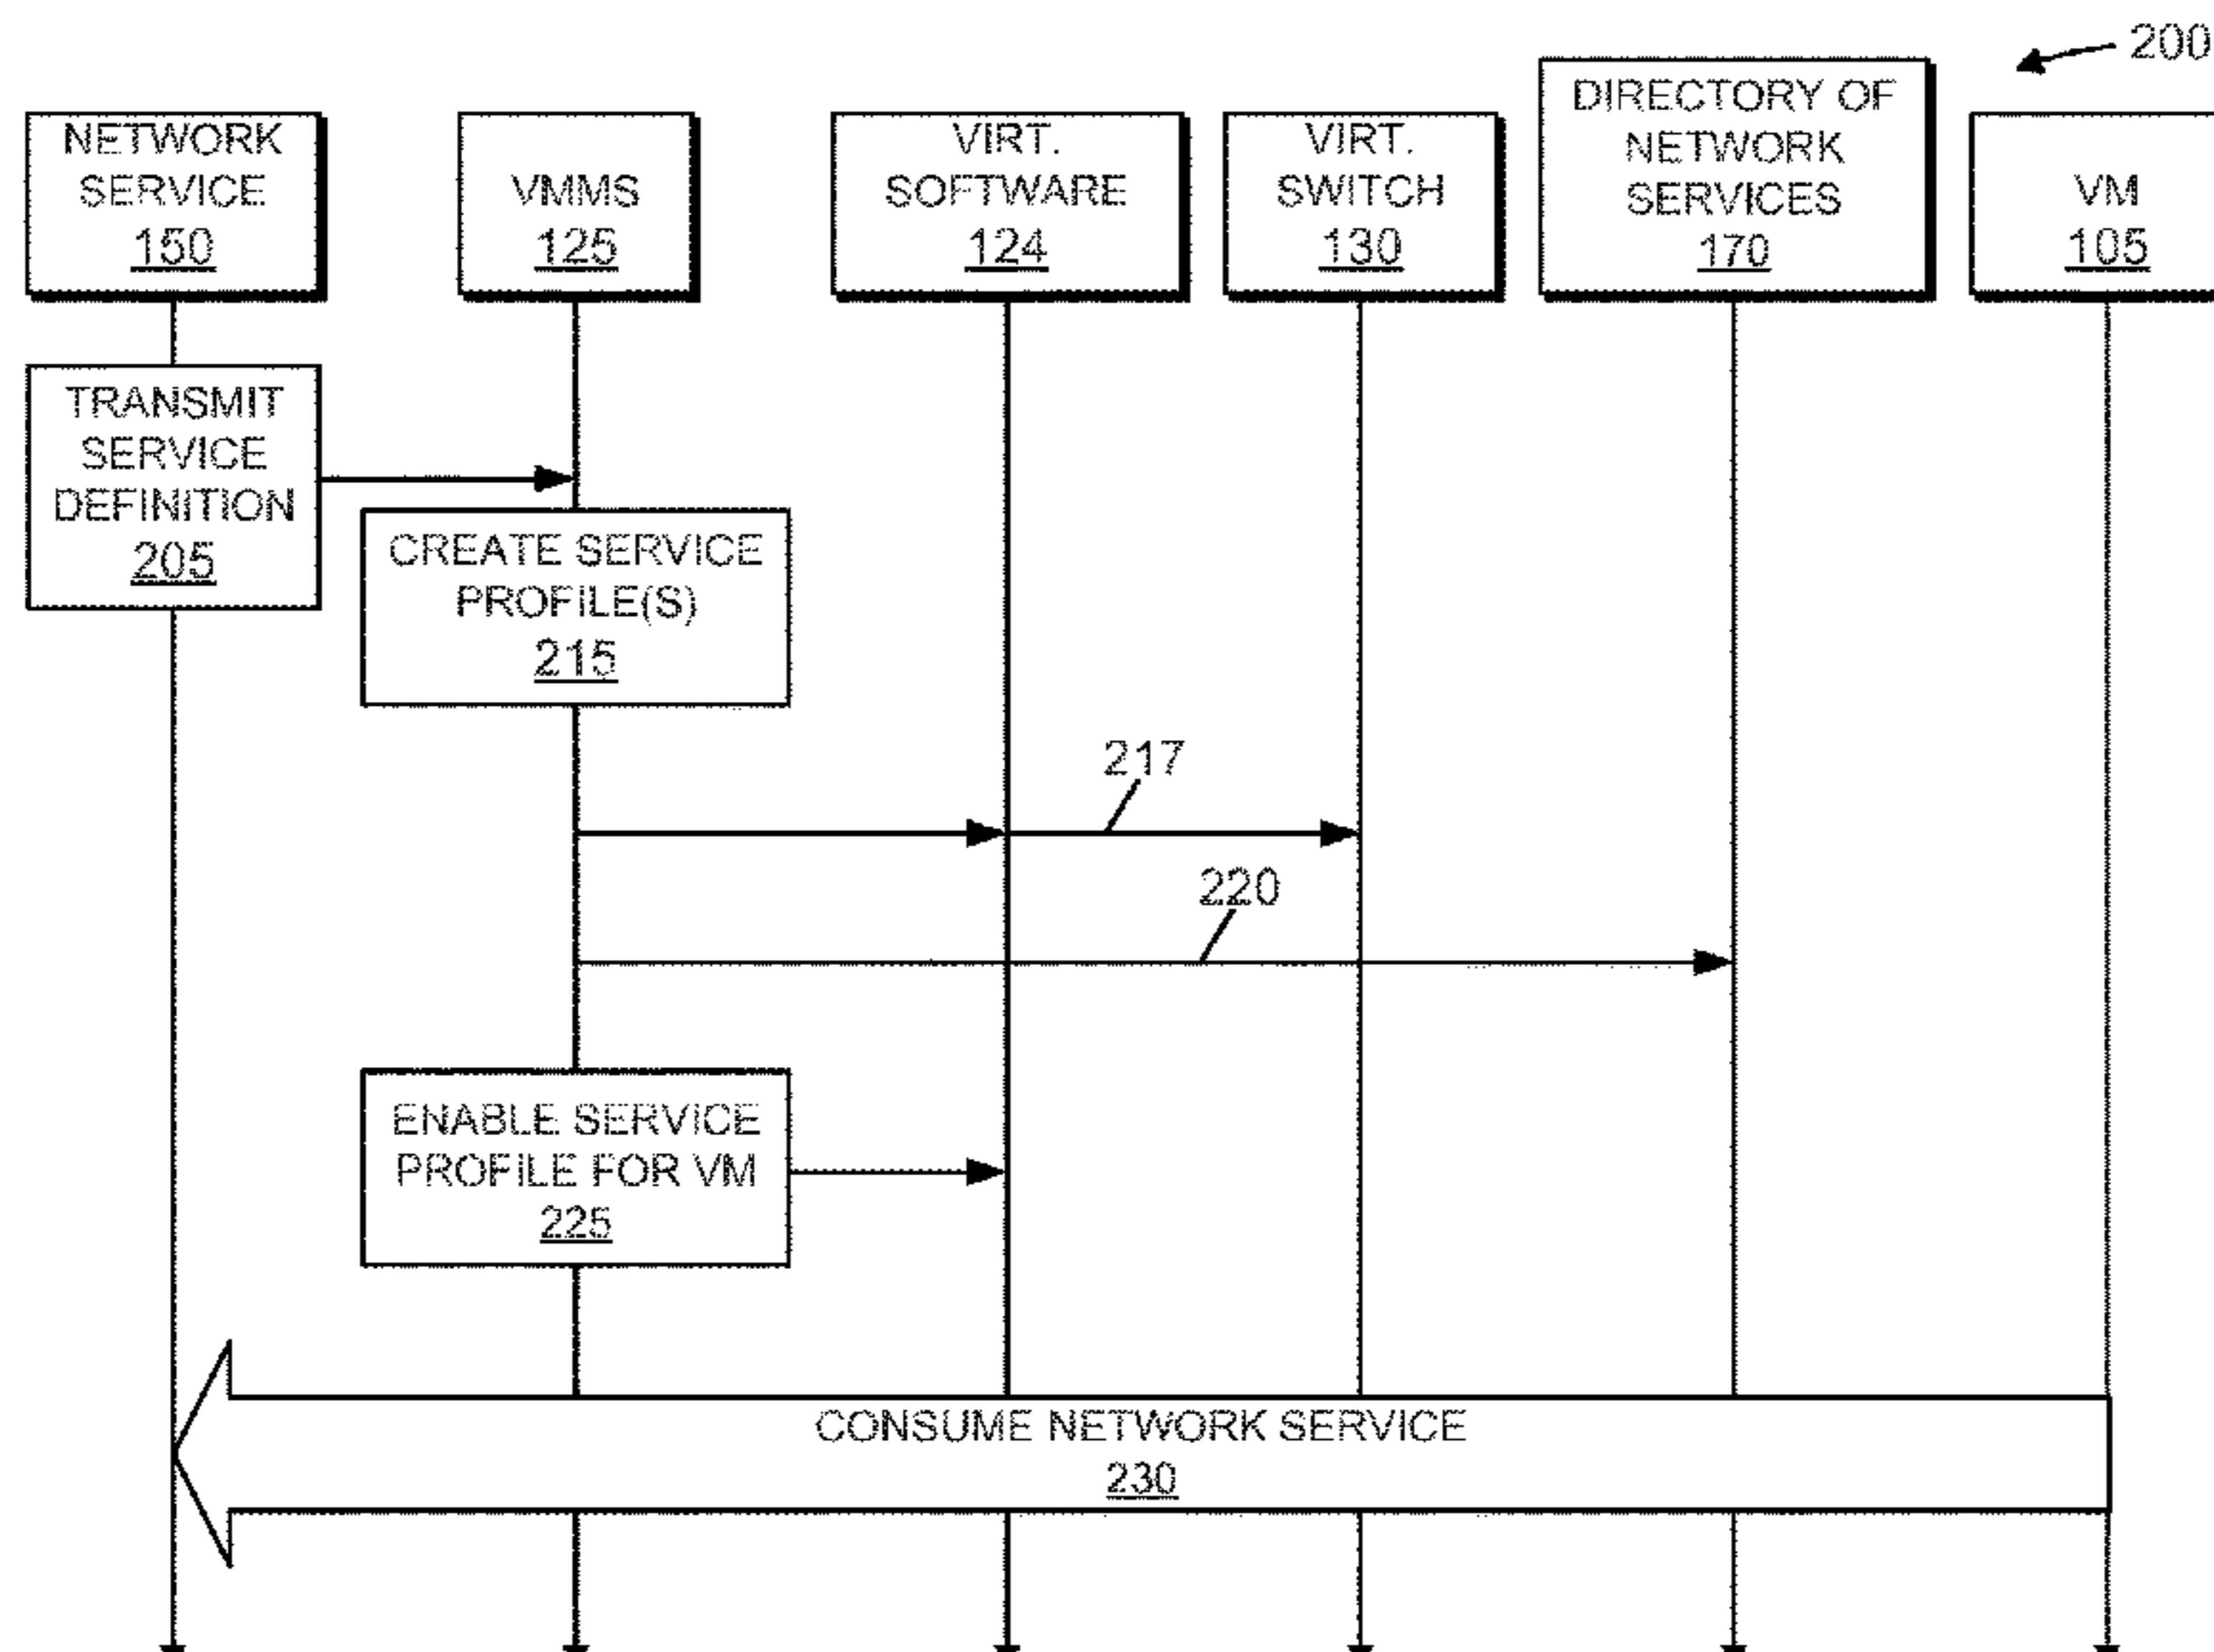 200
NETWORK
SERVICE
150
VMMS
125
VIRT.
SOFTWARE
124
VIRT.
SWITCH
130
DIRECTORY OF
NETWORK
SERVICES
170
VM
105
TRANSMIT
SERVICE
DEFINITION
205
CREATE SERVICE
PROFILE(S)
215
217
220
ENABLE SERVICE
PROFILE FOR VM
225
CONSUME NETWORK SERVICE
230